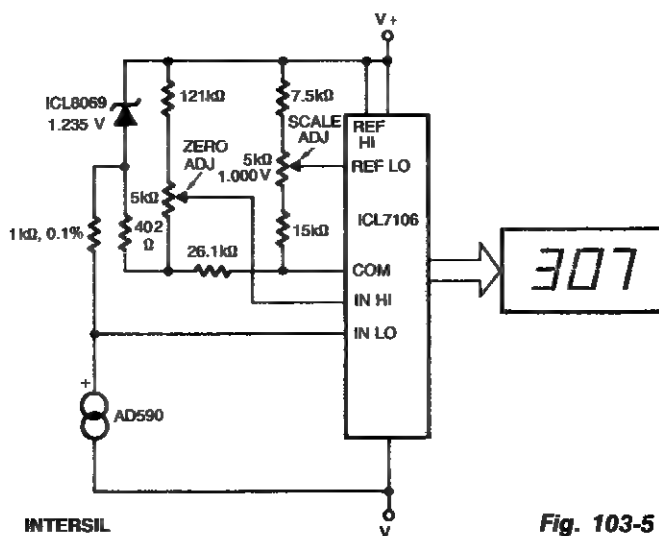 V+
ICL8069
1.235 V
121kΩ
7.5kΩ
SCALE
ADJ
REF
HI
ZERO
ADJ
5kΩ
1.000 V
REF LO
5kΩ
ICL7106
1kΩ, 0.1%
402
Ω
15kΩ
26.1kΩ
COM
307
IN HI
IN LO
+
AD590
V
INTERSIL
Fig. 103-5